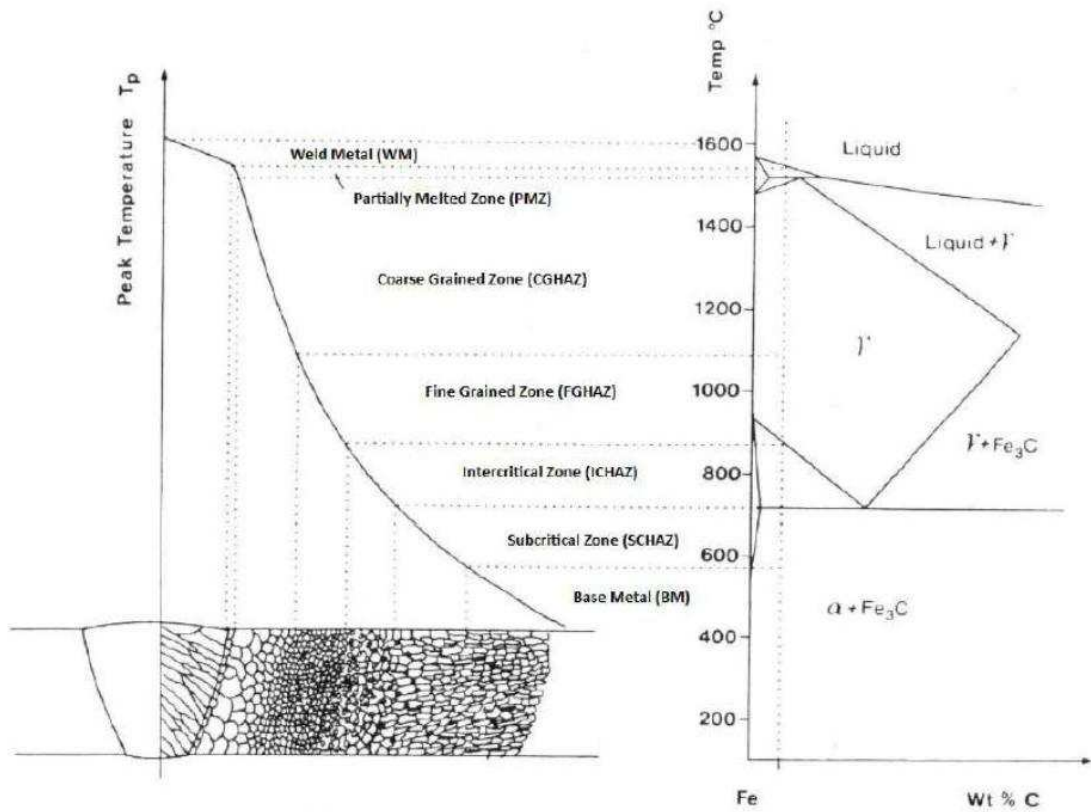 Peak Temperature Tp
Weld Metal (WM)
Partially Melted Zone (PMZ)
Coarse Grained Zone (CGHAZ)
Fine Grained Zone (FGHAZ)
Intercritical Zone (ICHAZ)
Subcritical Zone (SCHAZ)
Base Metal (BM)
Temp °C
1600
1400
1200
1000
800
600
400
200
Liquid
Liquid + γ
γ
γ + Fe₃C
α + Fe₃C
Fe
Wt % C